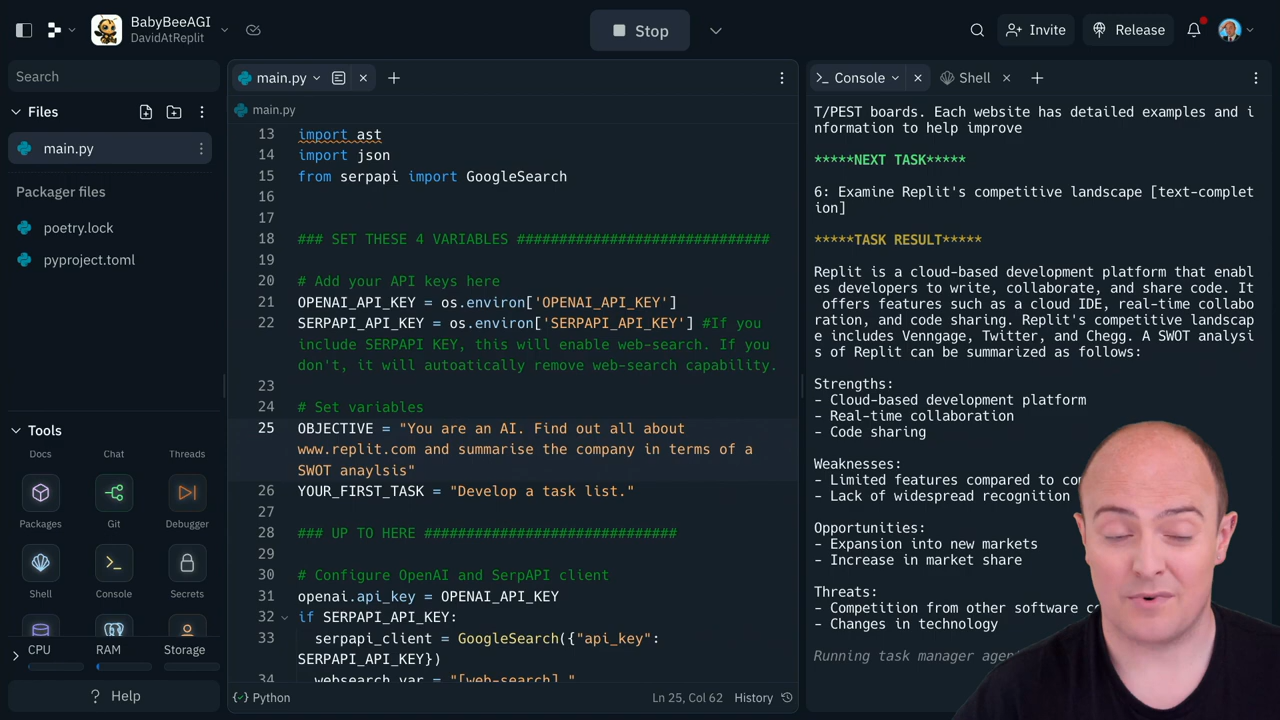 BabyBeeAGI
DavidAtReplit
Stop
Invite
Release
Search
Files
main.py
Packager files
poetry.lock
pyproject.toml
Tools
Docs Chat Threads
Packages Git Debugger
Shell Console Secrets
CPU RAM Storage
? Help
main.py
main.py
13 import ast
14 import json
15 from serpapi import GoogleSearch
16
17
18 ### SET THESE 4 VARIABLES #############################
19
20 # Add your API keys here
21 OPENAI_API_KEY = os.environ['OPENAI_API_KEY']
22 SERPAPI_API_KEY = os.environ['SERPAPI_API_KEY'] #If you
include SERPAPI KEY, this will enable web-search. If you
don't, it will autoatically remove web-search capability.
23
24 # Set variables
25 OBJECTIVE = "You are an AI. Find out all about
www.replit.com and summarise the company in terms of a
SWOT anaylsis"
26 YOUR_FIRST_TASK = "Develop a task list."
27
28 ### UP TO HERE #############################
29
30 # Configure OpenAI and SerpAPI client
31 openai.api_key = OPENAI_API_KEY
32 if SERPAPI_API_KEY:
33 serpapi_client = GoogleSearch({"api_key":
SERPAPI_API_KEY})
34 websearch_var = "[web-search] "
Python
Ln 25, Col 62 History
Console
Shell
T/PEST boards. Each website has detailed examples and i
nformation to help improve
*****NEXT TASK*****
6: Examine Replit's competitive landscape [text-complet
ion]
*****TASK RESULT*****
Replit is a cloud-based development platform that enabl
es developers to write, collaborate, and share code. It
offers features such as a cloud IDE, real-time collabo
ration, and code sharing. Replit's competitive landscap
e includes Venngage, Twitter, and Chegg. A SWOT analysi
s of Replit can be summarized as follows:
Strengths:
- Cloud-based development platform
- Real-time collaboration
- Code sharing
Weaknesses:
- Limited features compared to
- Lack of widespread recognition
Opportunities:
- Expansion into new markets
- Increase in market share
Threats:
- Competition from other software
- Changes in technology
Running task manager